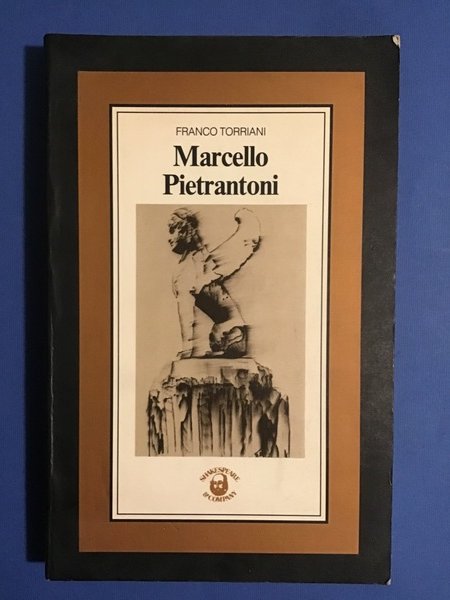 FRANCO TORRIANI
Marcello
Pietrantoni
SHAKESPEARE
& COMPANY